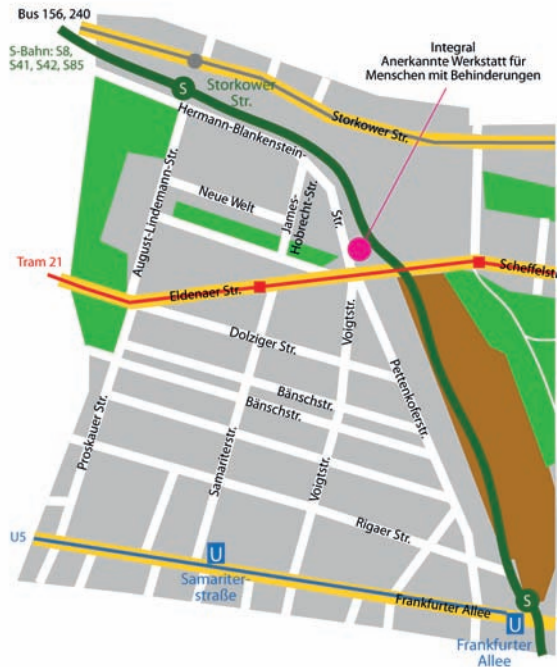 Bus 156, 240
S-Bahn: S8,
S41, S42, S85
Integral
Anerkannte Werkstatt für
Menschen mit Behinderungen
S
Storkower
Str.
Storkower Str.
Hermann-Blankenstein-
Str.
Neue Welt
James-
Hobrecht-Str.
August-Lindemann-Str.
Tram 21
Eldenaer Str.
Scheffelstr
Dolziger Str.
Voigtstr.
Pettenkoferstr.
Bänschstr.
Bänschstr.
Proskauer Str.
Samariterstr.
Voigtstr.
Rigaer Str.
U5
U
Samariter-
straße
Frankfurter Allee
S
U
Frankfurter
Allee